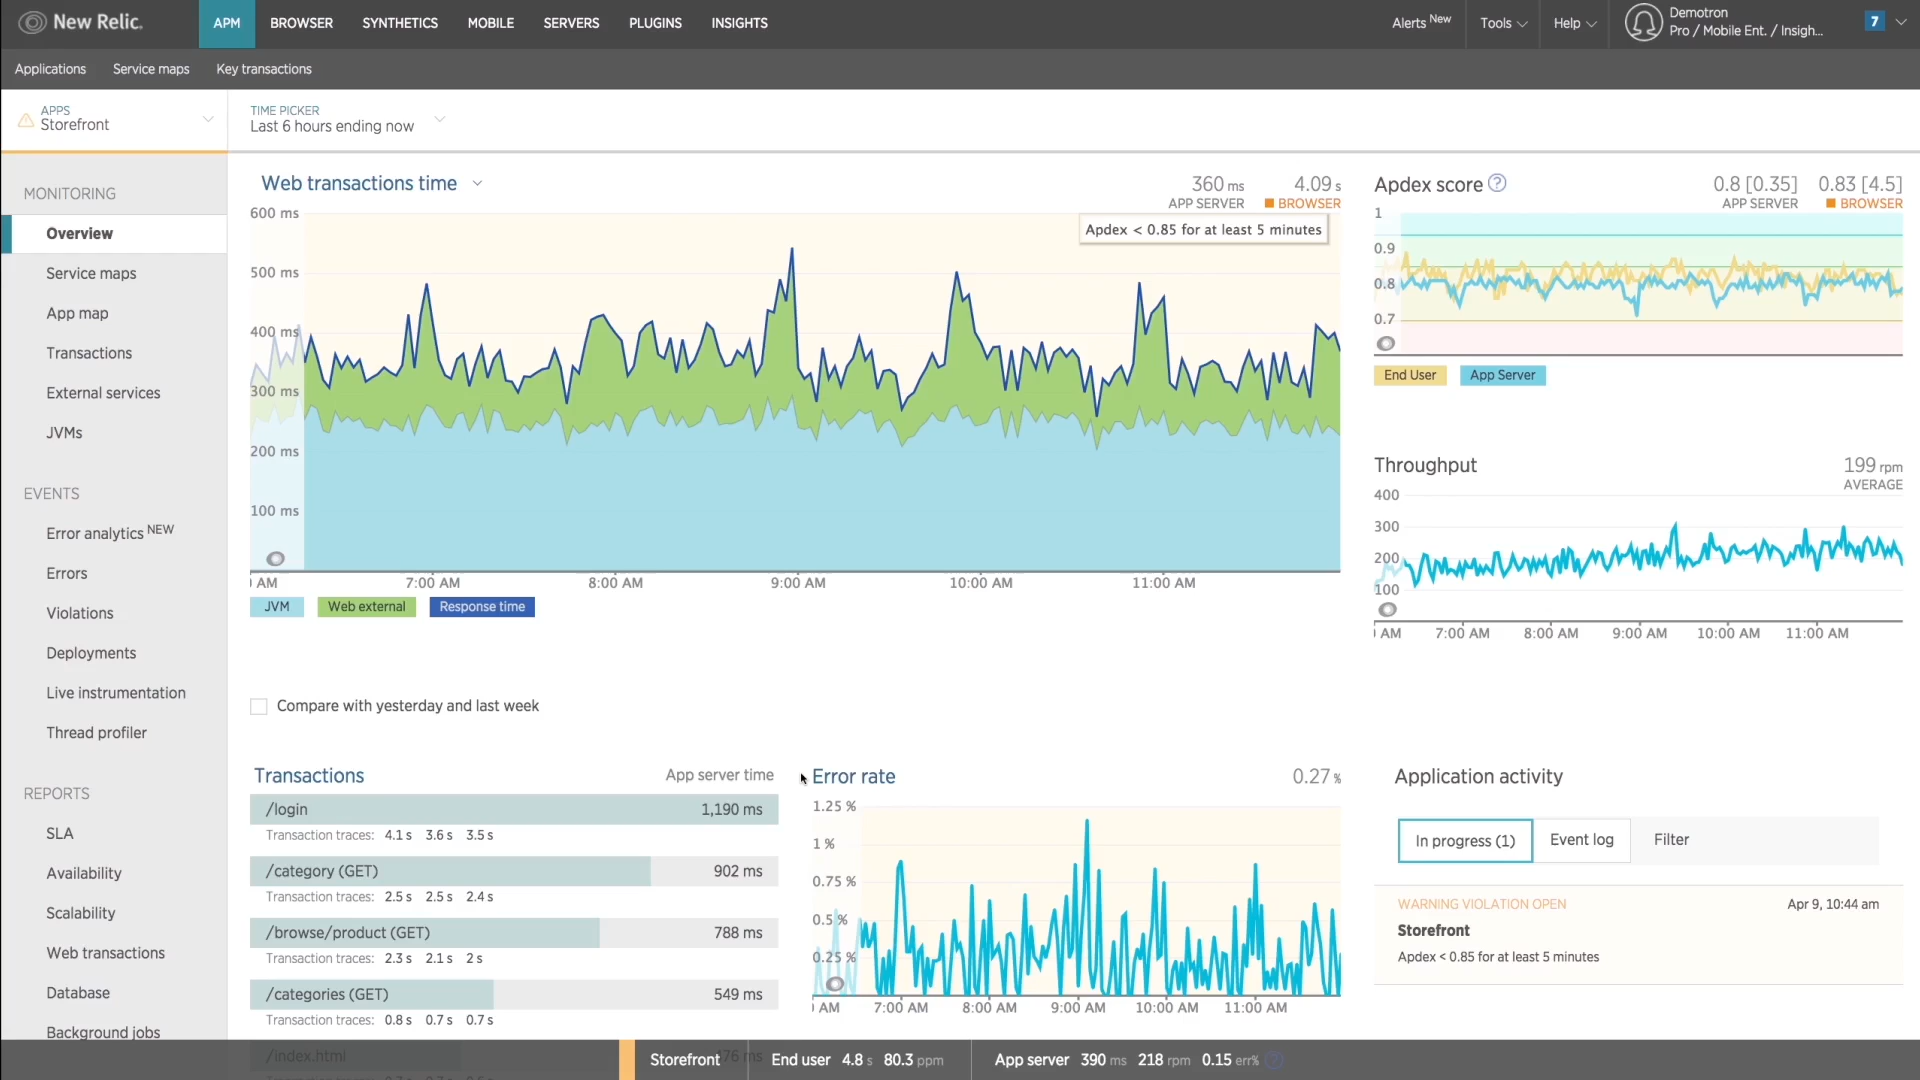 New Relic.
APM BROWSER SYNTHETICS MOBILE SERVERS PLUGINS INSIGHTS
Alerts New Tools Help
Demotron
Pro / Mobile Ent. / Insigh...
7
Applications Service maps Key transactions
APPS
Storefront
TIME PICKER
Last 6 hours ending now
MONITORING
Overview
Service maps
App map
Transactions
External services
JVMs
EVENTS
Error analytics NEW
Errors
Violations
Deployments
Live instrumentation
Thread profiler
REPORTS
SLA
Availability
Scalability
Web transactions
Database
Background jobs
Web transactions time
360 ms 4.09 s
APP SERVER BROWSER
Apdex < 0.85 for at least 5 minutes
600 ms
500 ms
400 ms
300 ms
200 ms
100 ms
AM 7:00 AM 8:00 AM 9:00 AM 10:00 AM 11:00 AM
JVM Web external Response time
Compare with yesterday and last week
Apdex score ?
0.8 [0.35] 0.83 [4.5]
APP SERVER BROWSER
1
0.9
0.8
0.7
End User App Server
Throughput
199 rpm
AVERAGE
400
300
200
100
AM 7:00 AM 8:00 AM 9:00 AM 10:00 AM 11:00 AM
Transactions App server time
/login 1,190 ms
Transaction traces: 4.1 s 3.6 s 3.5 s
/category (GET) 902 ms
Transaction traces: 2.5 s 2.5 s 2.4 s
/browse/product (GET) 788 ms
Transaction traces: 2.3 s 2.1 s 2 s
/categories (GET) 549 ms
Transaction traces: 0.8 s 0.7 s 0.7 s
/index.html
Error rate 0.27 %
1.25 %
1 %
0.75 %
0.5 %
0.25 %
AM 7:00 AM 8:00 AM 9:00 AM 10:00 AM 11:00 AM
Application activity
In progress (1) Event log Filter
WARNING VIOLATION OPEN Apr 9, 10:44 am
Storefront
Apdex < 0.85 for at least 5 minutes
Storefront End user 4.8 s 80.3 ppm App server 390 ms 218 rpm 0.15 err% ?